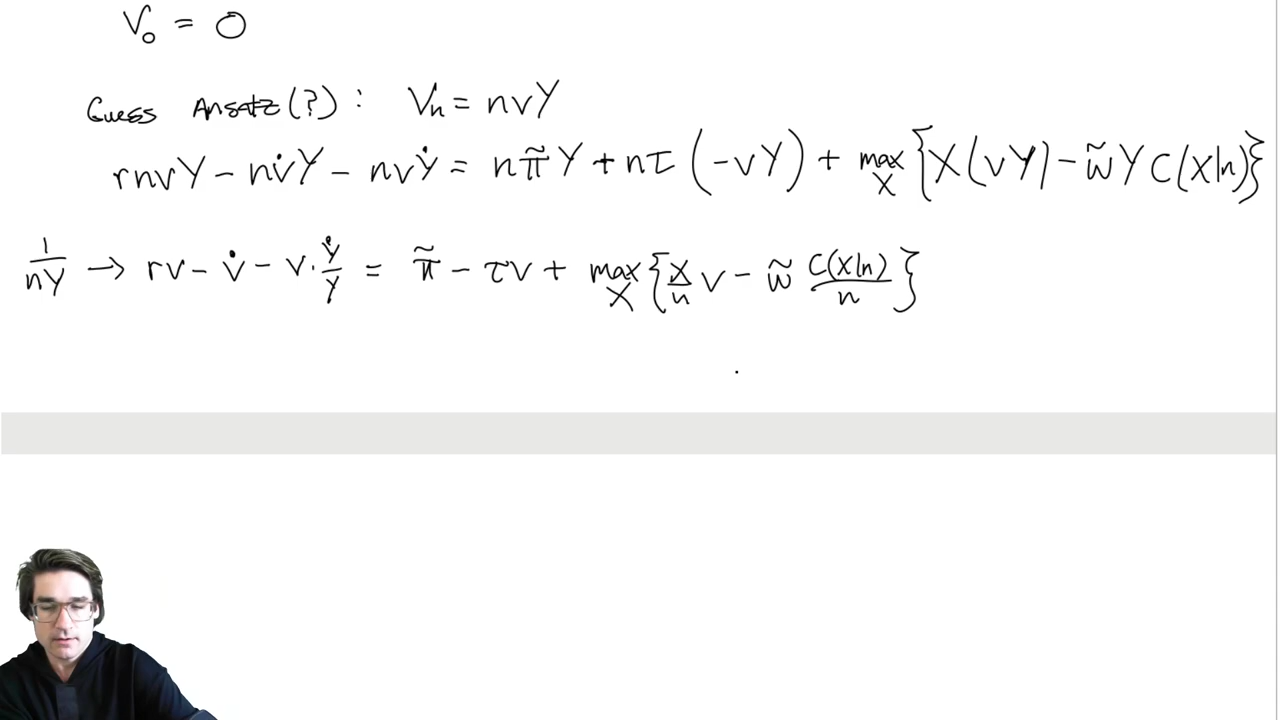 V₀ = 0
Guess Ansatz(?): Vₙ = nvY
rnvY - nv̇Y - nvẎ = nπ̃Y + nτ(-vY) + max_X {X(vY) - w̃YC(X|n)}
1/(nY) → rv - v̇ - v·Ẏ/Y = π̃ - τv + max_X {X/n v - w̃ C(X|n)/n}